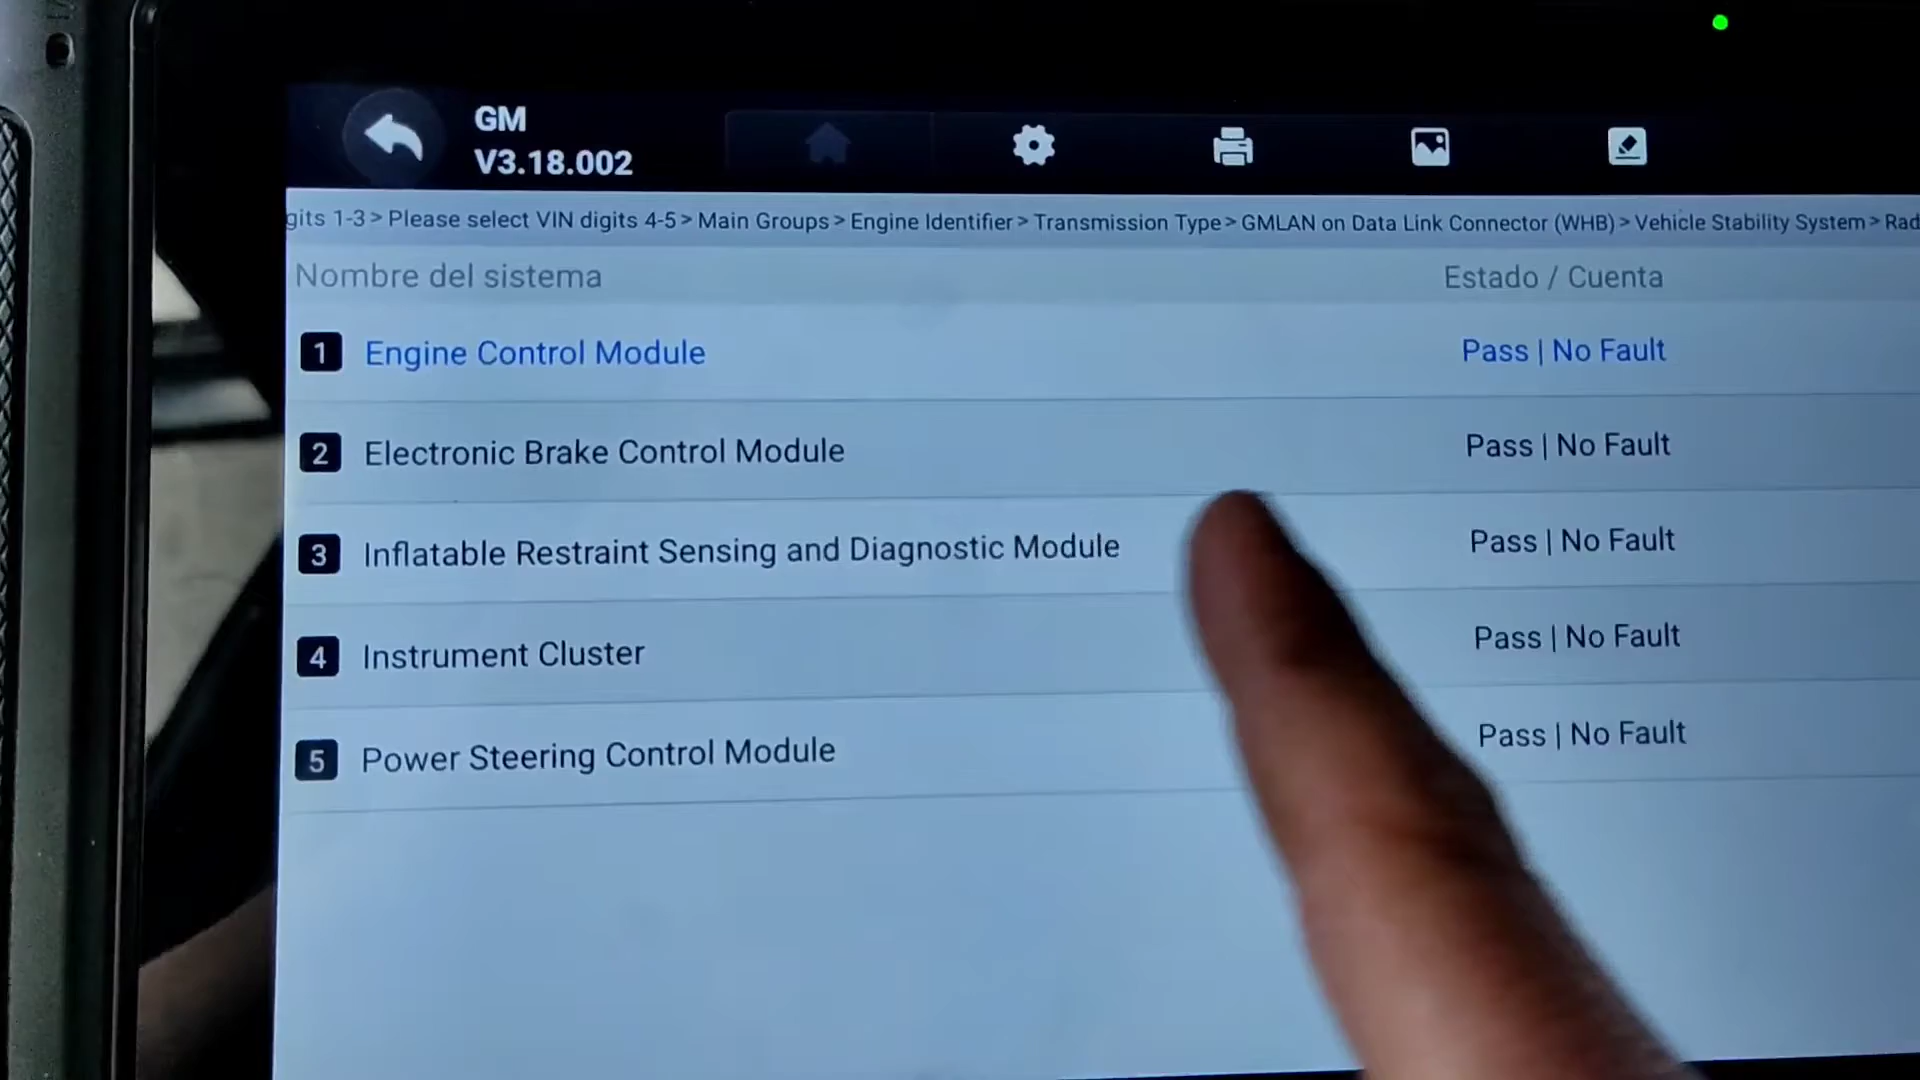 GM
V3.18.002
gits 1-3 > Please select VIN digits 4-5 > Main Groups > Engine Identifier > Transmission Type > GMLAN on Data Link Connector (WHB) > Vehicle Stability System > Rad
Nombre del sistema Estado / Cuenta
1 Engine Control Module Pass | No Fault
2 Electronic Brake Control Module Pass | No Fault
3 Inflatable Restraint Sensing and Diagnostic Module Pass | No Fault
4 Instrument Cluster Pass | No Fault
5 Power Steering Control Module Pass | No Fault